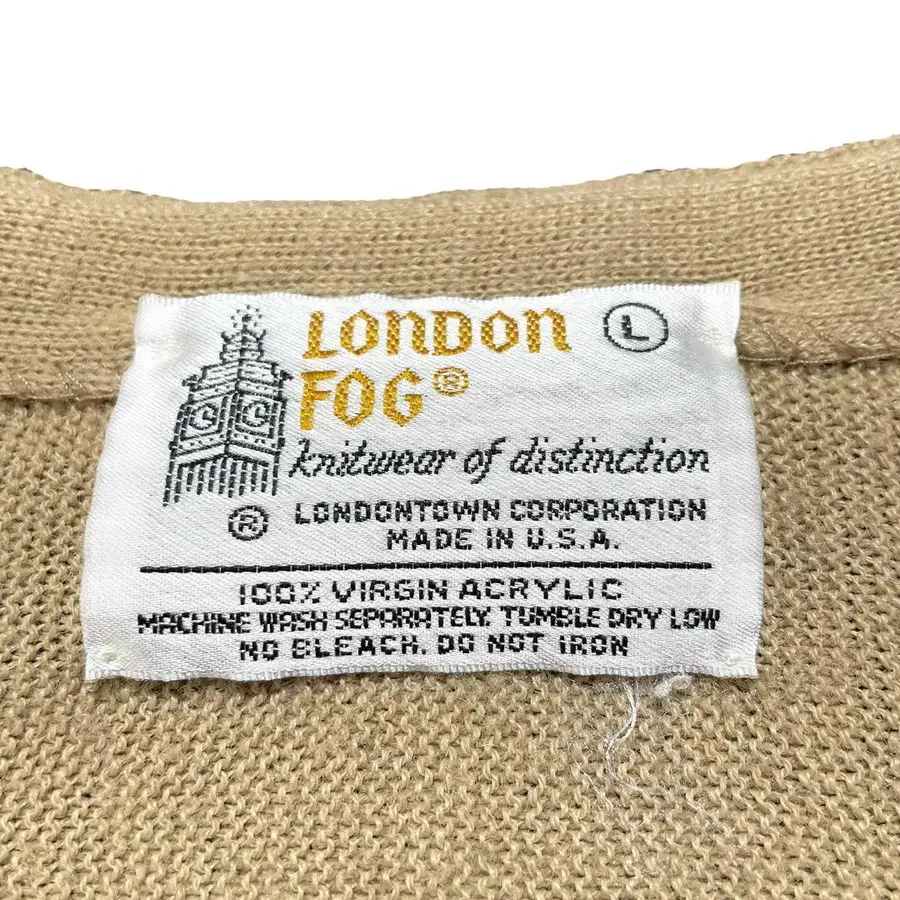 LONDON Ⓛ
FOG®
knitwear of distinction
® LONDONTOWN CORPORATION
MADE IN U.S.A.
100% VIRGIN ACRYLIC
MACHINE WASH SEPARATELY. TUMBLE DRY LOW
NO BLEACH. DO NOT IRON